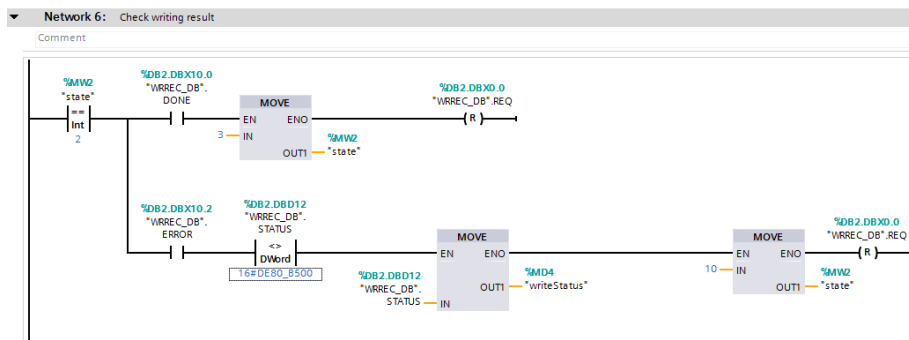 Network 6: Check writing result
Comment
%MW2
"state"
==
Int
2
%DB2.DBX10.0
"WRREC_DB".
DONE
MOVE
EN ENO
3 IN
OUT1
%MW2
"state"
%DB2.DBX0.0
"WRREC_DB".REQ
R
%DB2.DBX10.2
"WRREC_DB".
ERROR
%DB2.DBD12
"WRREC_DB".
STATUS
<>
DWord
16#DE80_B500
MOVE
EN ENO
%DB2.DBD12
"WRREC_DB".
STATUS IN
OUT1
%MD4
"writeStatus"
MOVE
EN ENO
10 IN
OUT1
%MW2
"state"
%DB2.DBX0.0
"WRREC_DB".REQ
R